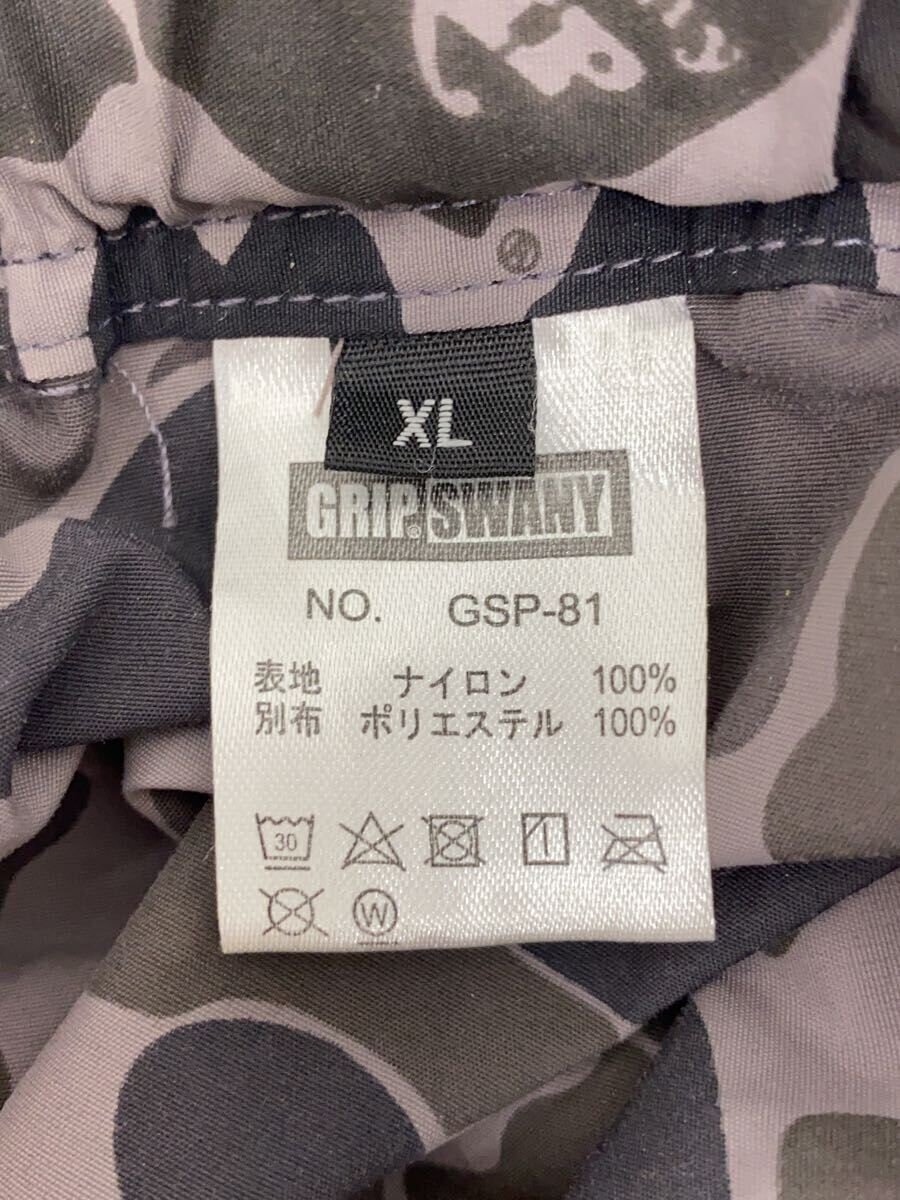 XL
GRIP® SWANY
NO. GSP-81
表地 ナイロン 100%
別布 ポリエステル 100%
30
W